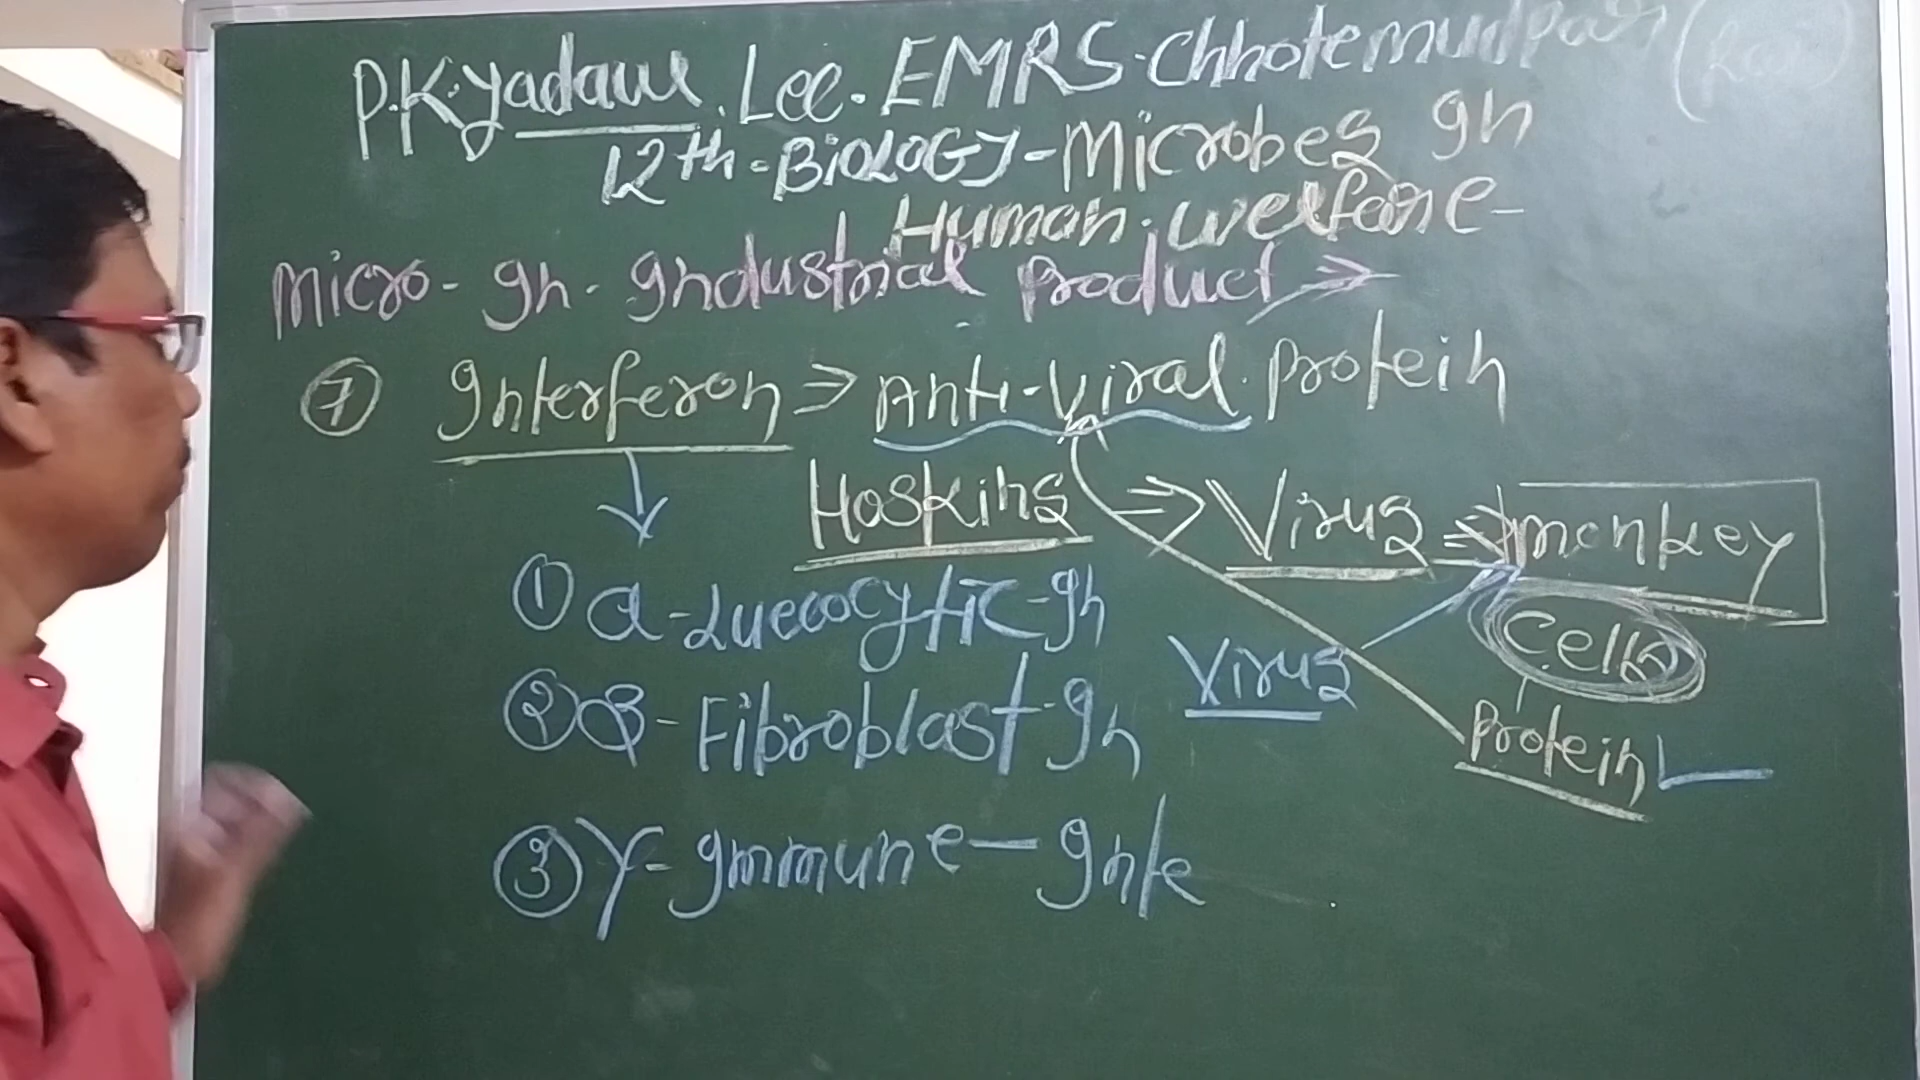 P.K. Yadaw. Lec. EMRS. Chhotemudpar
12th - BIOLOGY - Microbes In
Human. welfare -
Micro - In - Industrial Product ⇒
⑦ Interferon ⇒ Anti-Viral Protein
Hoskins ⇒ Virus ⇒ monkey
cells
① α - Luecocytic - In
Virus
② β - Fibroblast - In
Protein
③ γ - Immune - Inte